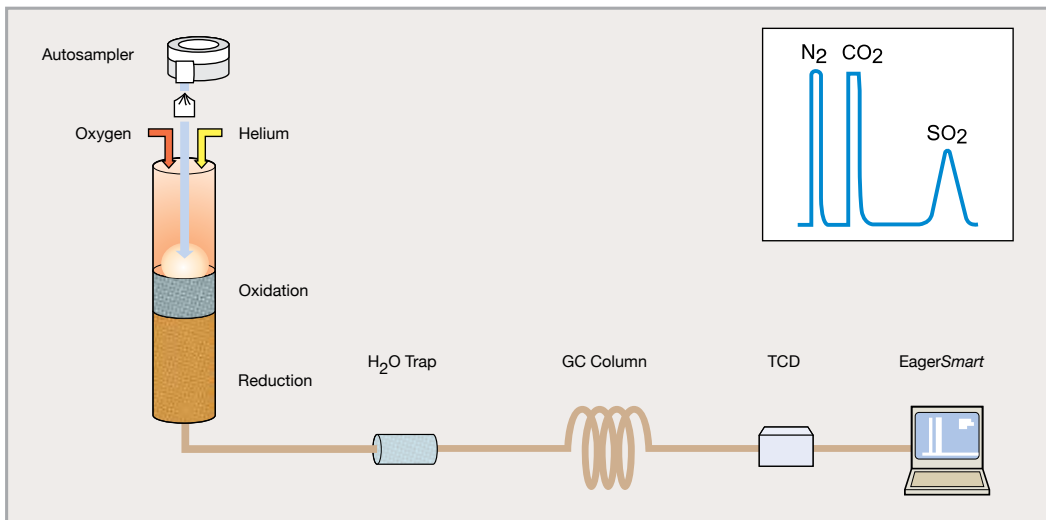 Autosampler
Oxygen
Helium
Oxidation
Reduction
H₂O Trap
GC Column
TCD
EagerSmart
N₂
CO₂
SO₂